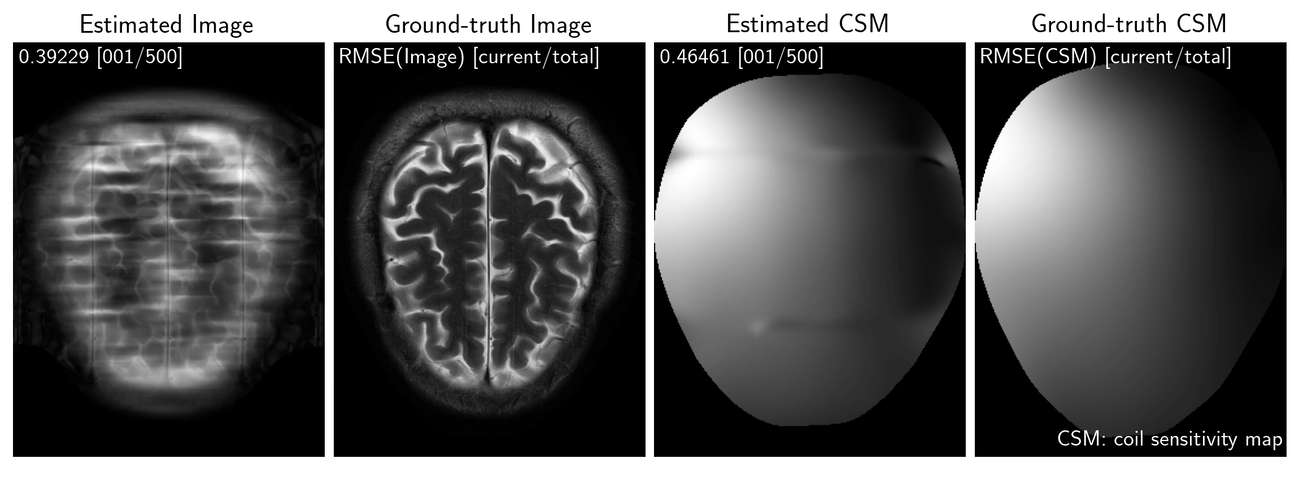 Estimated Image
Ground-truth Image
Estimated CSM
Ground-truth CSM
0.39229 [001/500]
RMSE(Image) [current/total]
0.46461 [001/500]
RMSE(CSM) [current/total]
CSM: coil sensitivity map